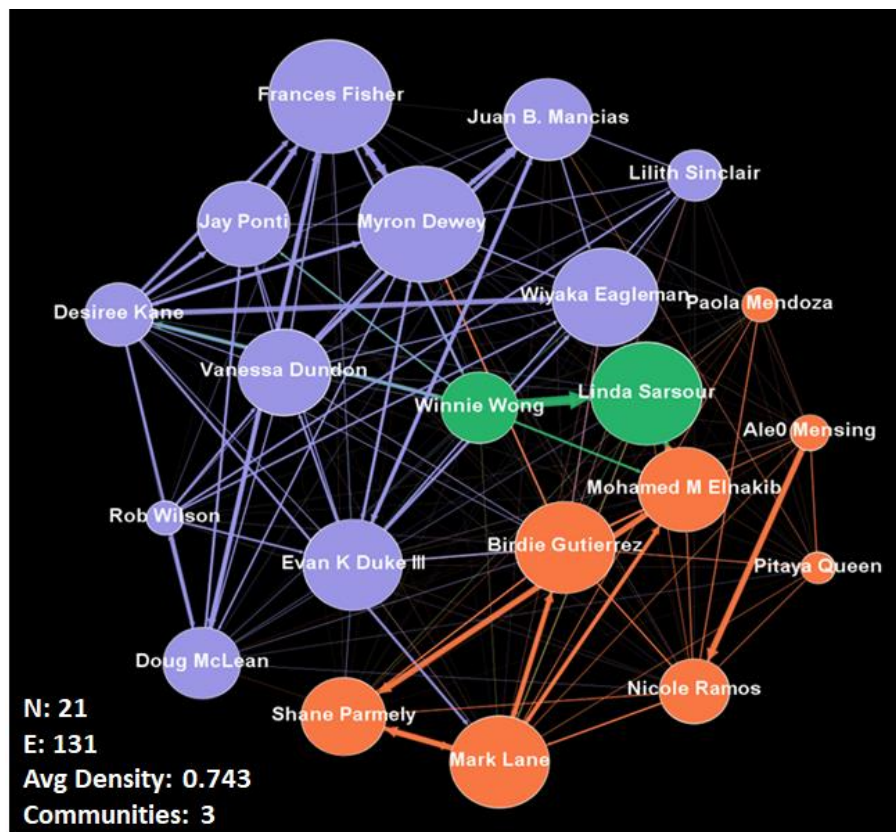 Frances Fisher
Juan B. Mancias
Lilith Sinclair
Jay Ponti
Myron Dewey
Wiyaka Eagleman
Paola Mendoza
Desiree Kane
Vanessa Dundon
Linda Sarsour
Winnie Wong
Ale0 Mensing
Mohamed M Elnakib
Rob Wilson
Birdie Gutierrez
Evan K Duke III
Pitaya Queen
Doug McLean
Nicole Ramos
Shane Parmely
Mark Lane
N: 21
E: 131
Avg Density: 0.743
Communities: 3